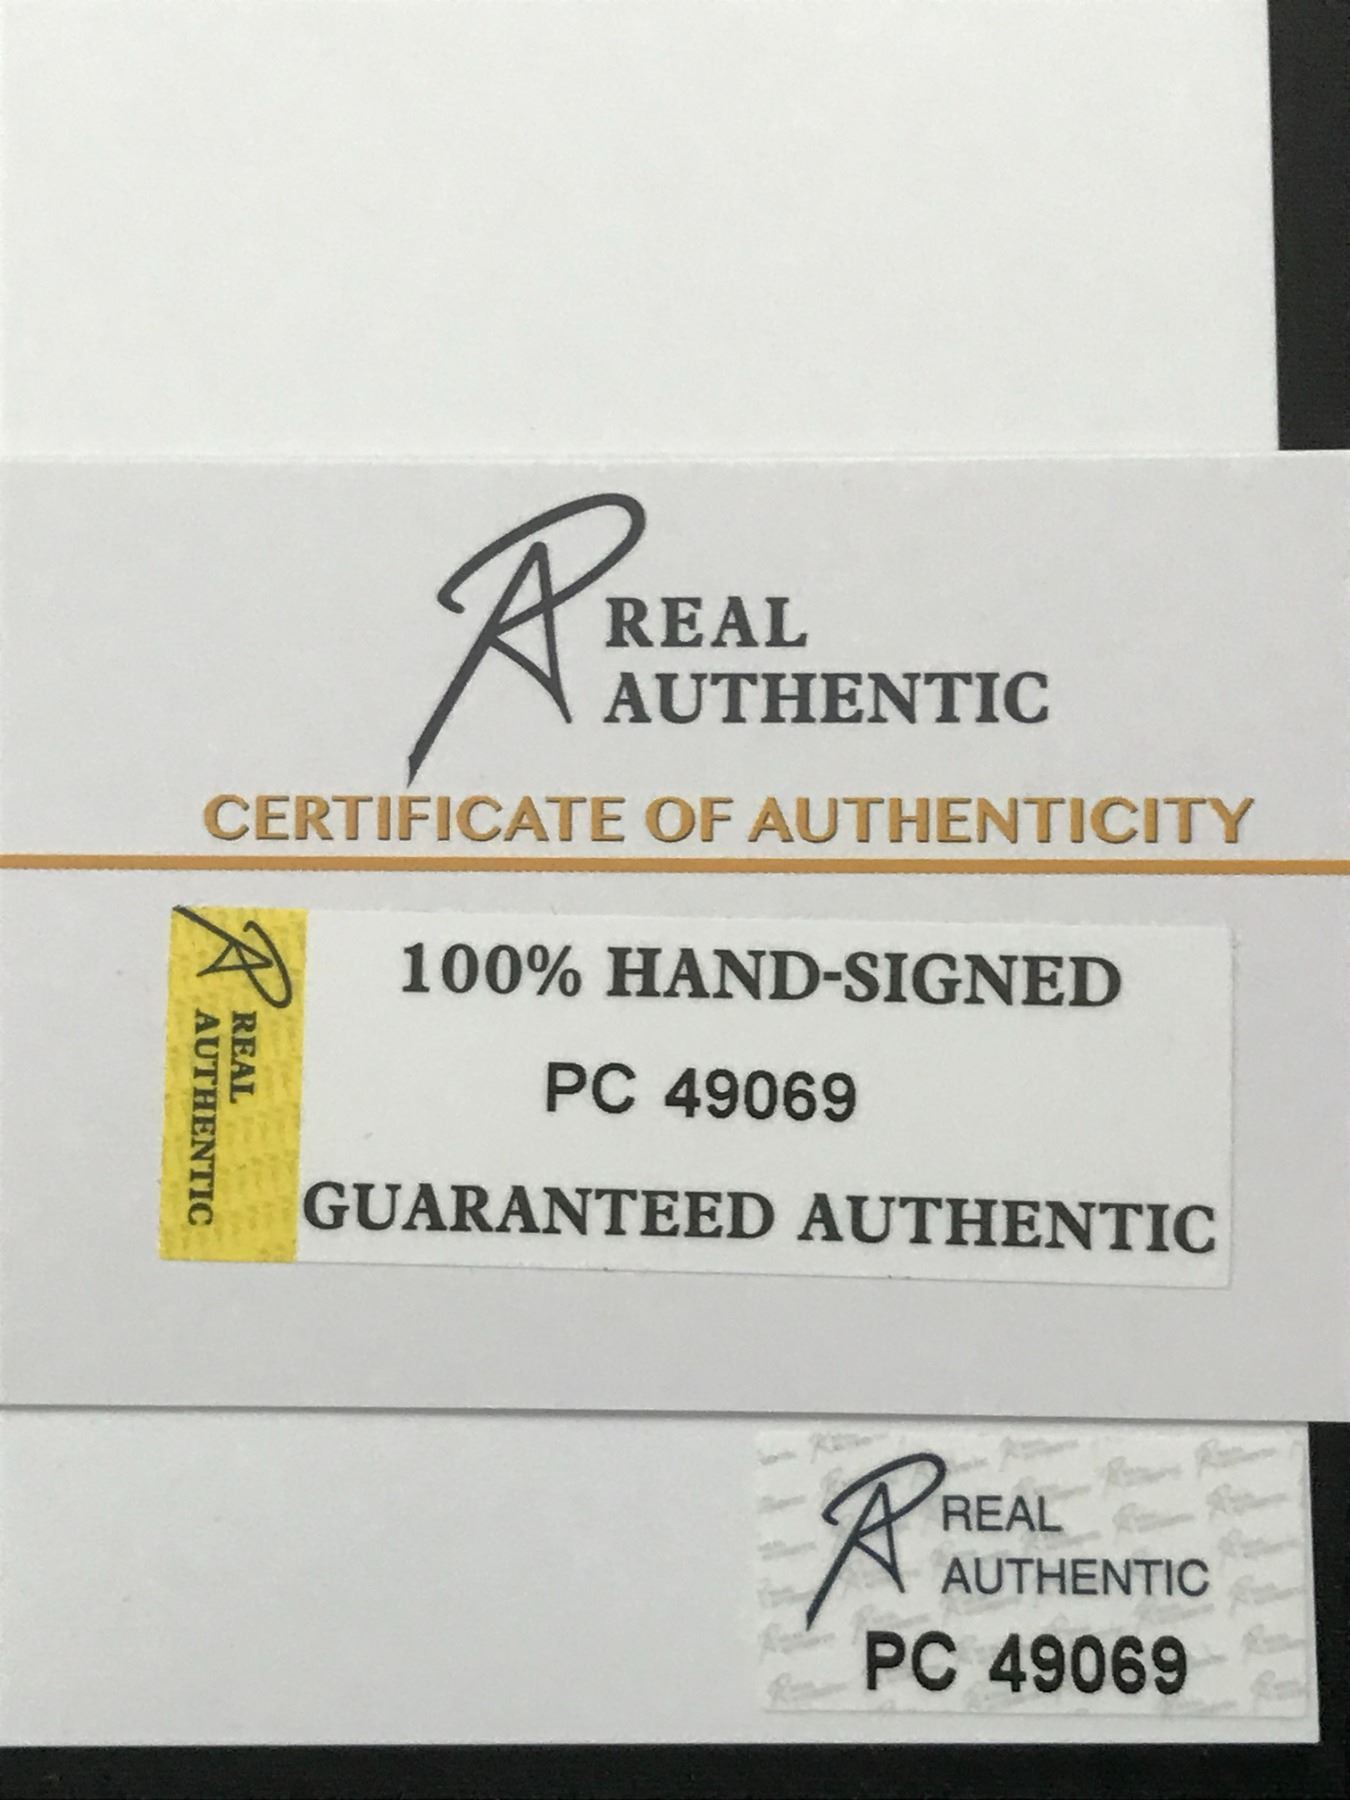 REAL
AUTHENTIC
CERTIFICATE OF AUTHENTICITY
REAL
AUTHENTIC
100% HAND-SIGNED
PC 49069
GUARANTEED AUTHENTIC
REAL
AUTHENTIC
PC 49069